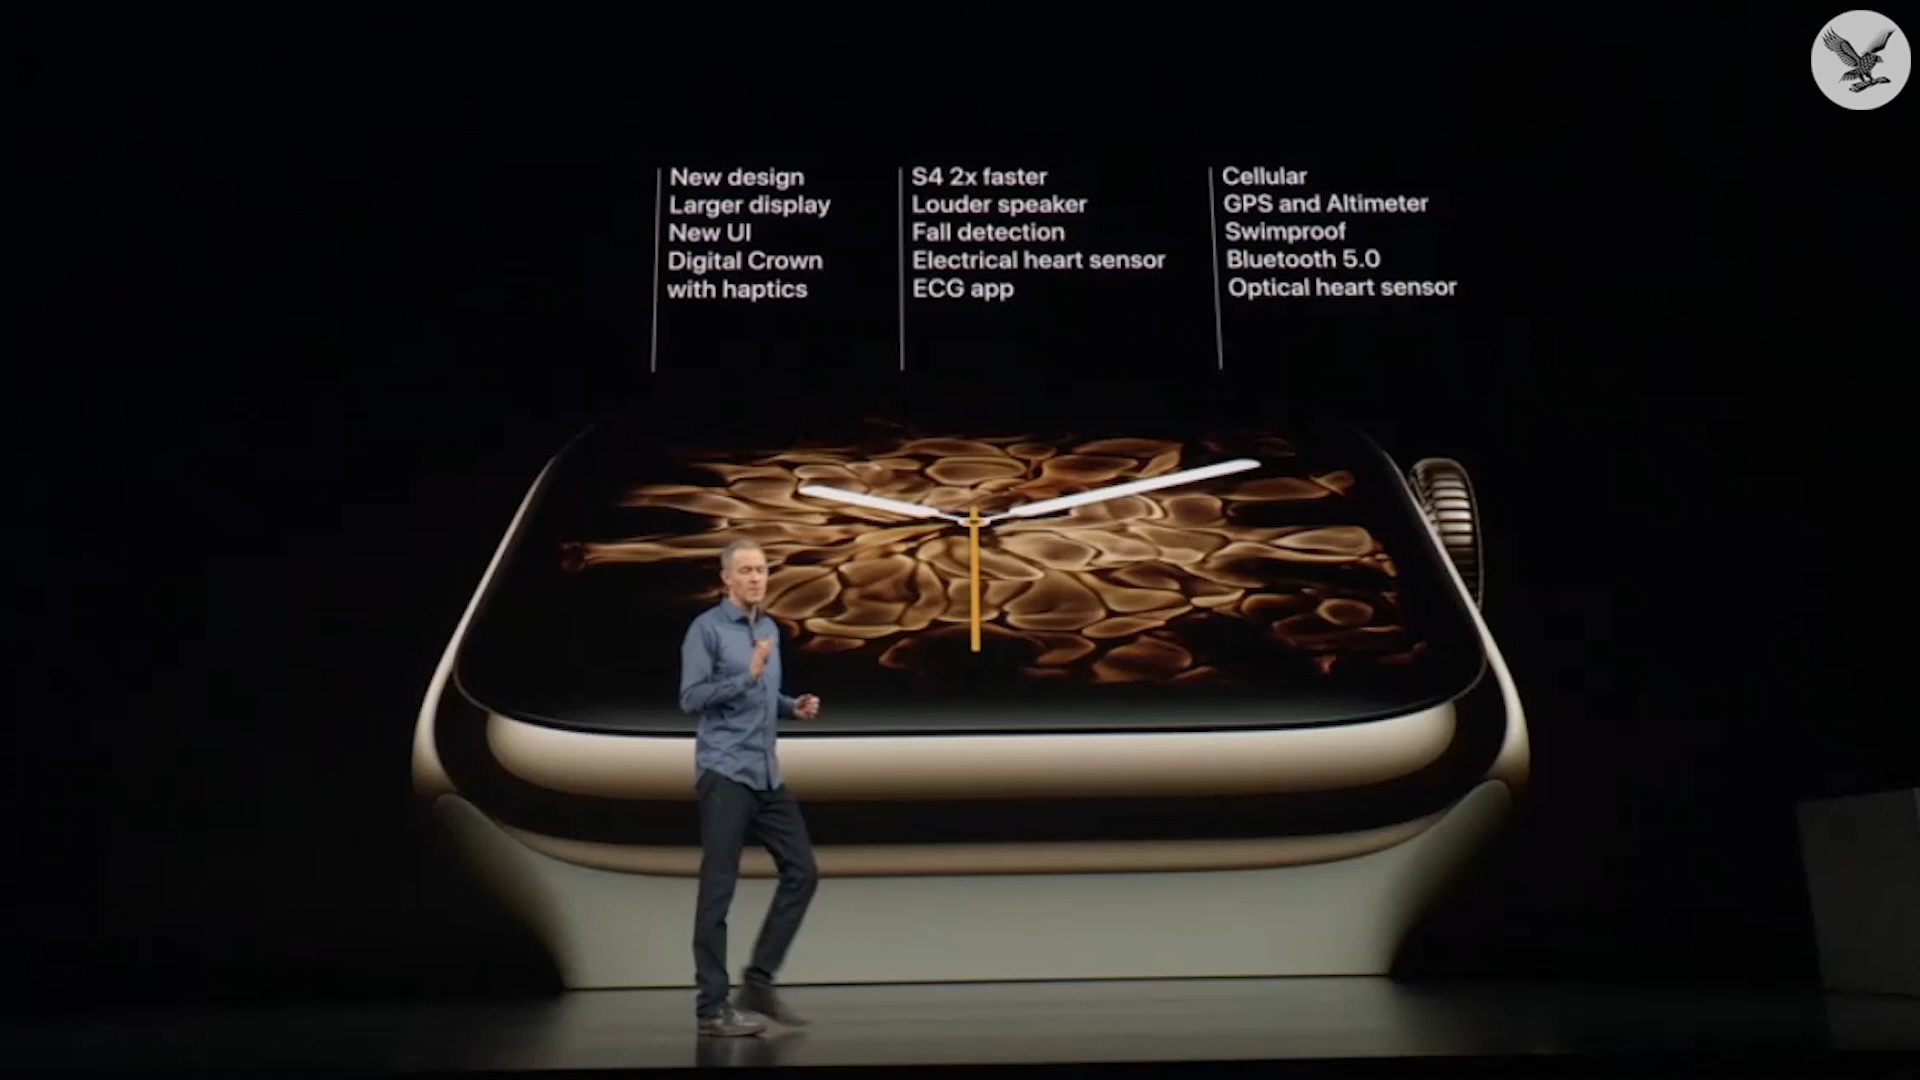 New design
Larger display
New UI
Digital Crown
with haptics
S4 2x faster
Louder speaker
Fall detection
Electrical heart sensor
ECG app
Cellular
GPS and Altimeter
Swimproof
Bluetooth 5.0
Optical heart sensor